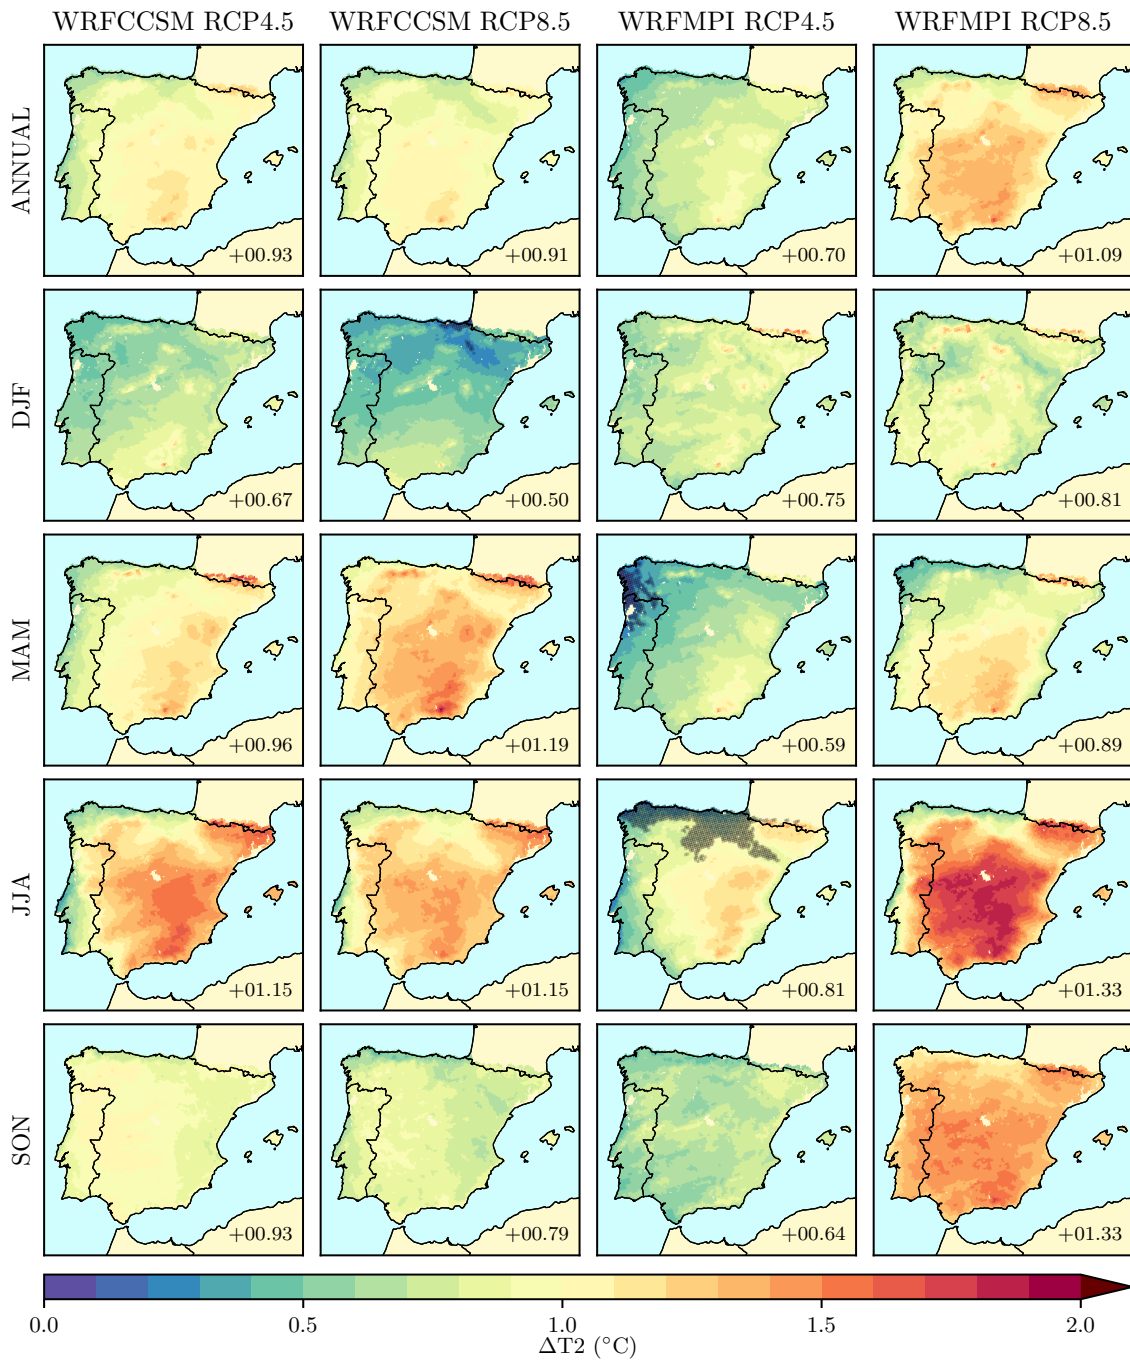 WRFCCSM RCP4.5 WRFCCSM RCP8.5 WRFMPI RCP4.5 WRFMPI RCP8.5
ANNUAL
+00.93 +00.91 +00.70 +01.09
DJF
+00.67 +00.50 +00.75 +00.81
MAM
+00.96 +01.19 +00.59 +00.89
JJA
+01.15 +01.15 +00.81 +01.33
SON
+00.93 +00.79 +00.64 +01.33
0.0 0.5 1.0 1.5 2.0
ΔT2 (°C)